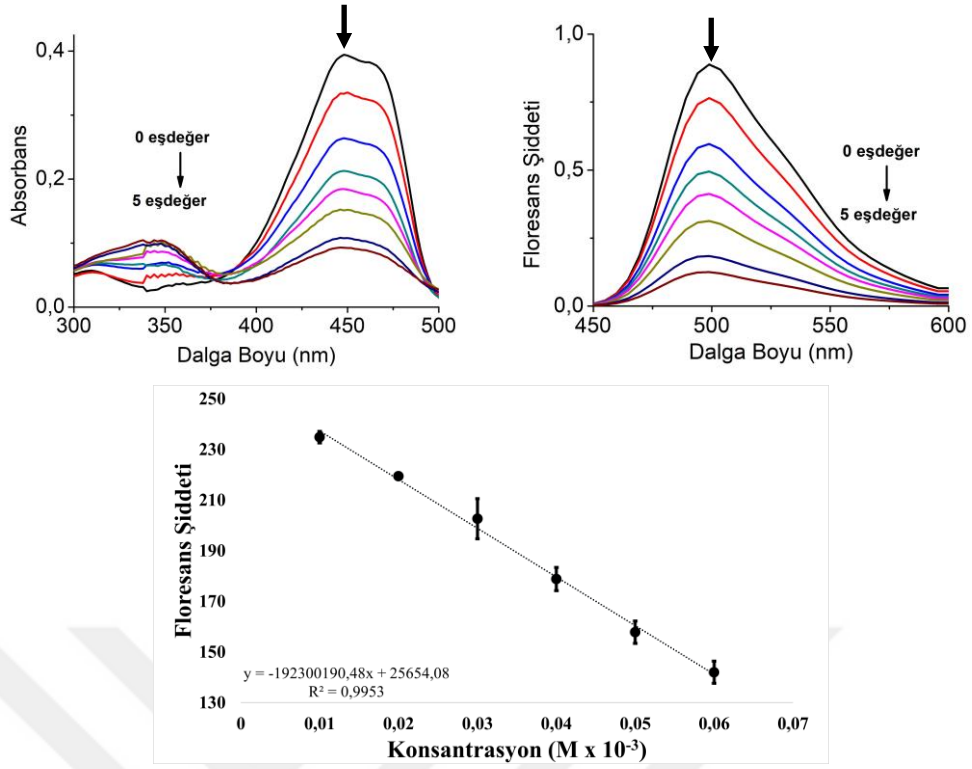 0,4
0,2
0,0
Absorbans
0 eşdeğer
5 eşdeğer
300
350
400
450
500
Dalga Boyu (nm)
1,0
0,5
0,0
Floresans Şiddeti
0 eşdeğer
5 eşdeğer
450
500
550
600
Dalga Boyu (nm)
250
230
210
190
170
150
130
Floresans Şiddeti
y = -192300190,48x + 25654,08
R² = 0,9953
0
0,01
0,02
0,03
0,04
0,05
0,06
0,07
Konsantrasyon (M x 10⁻³)